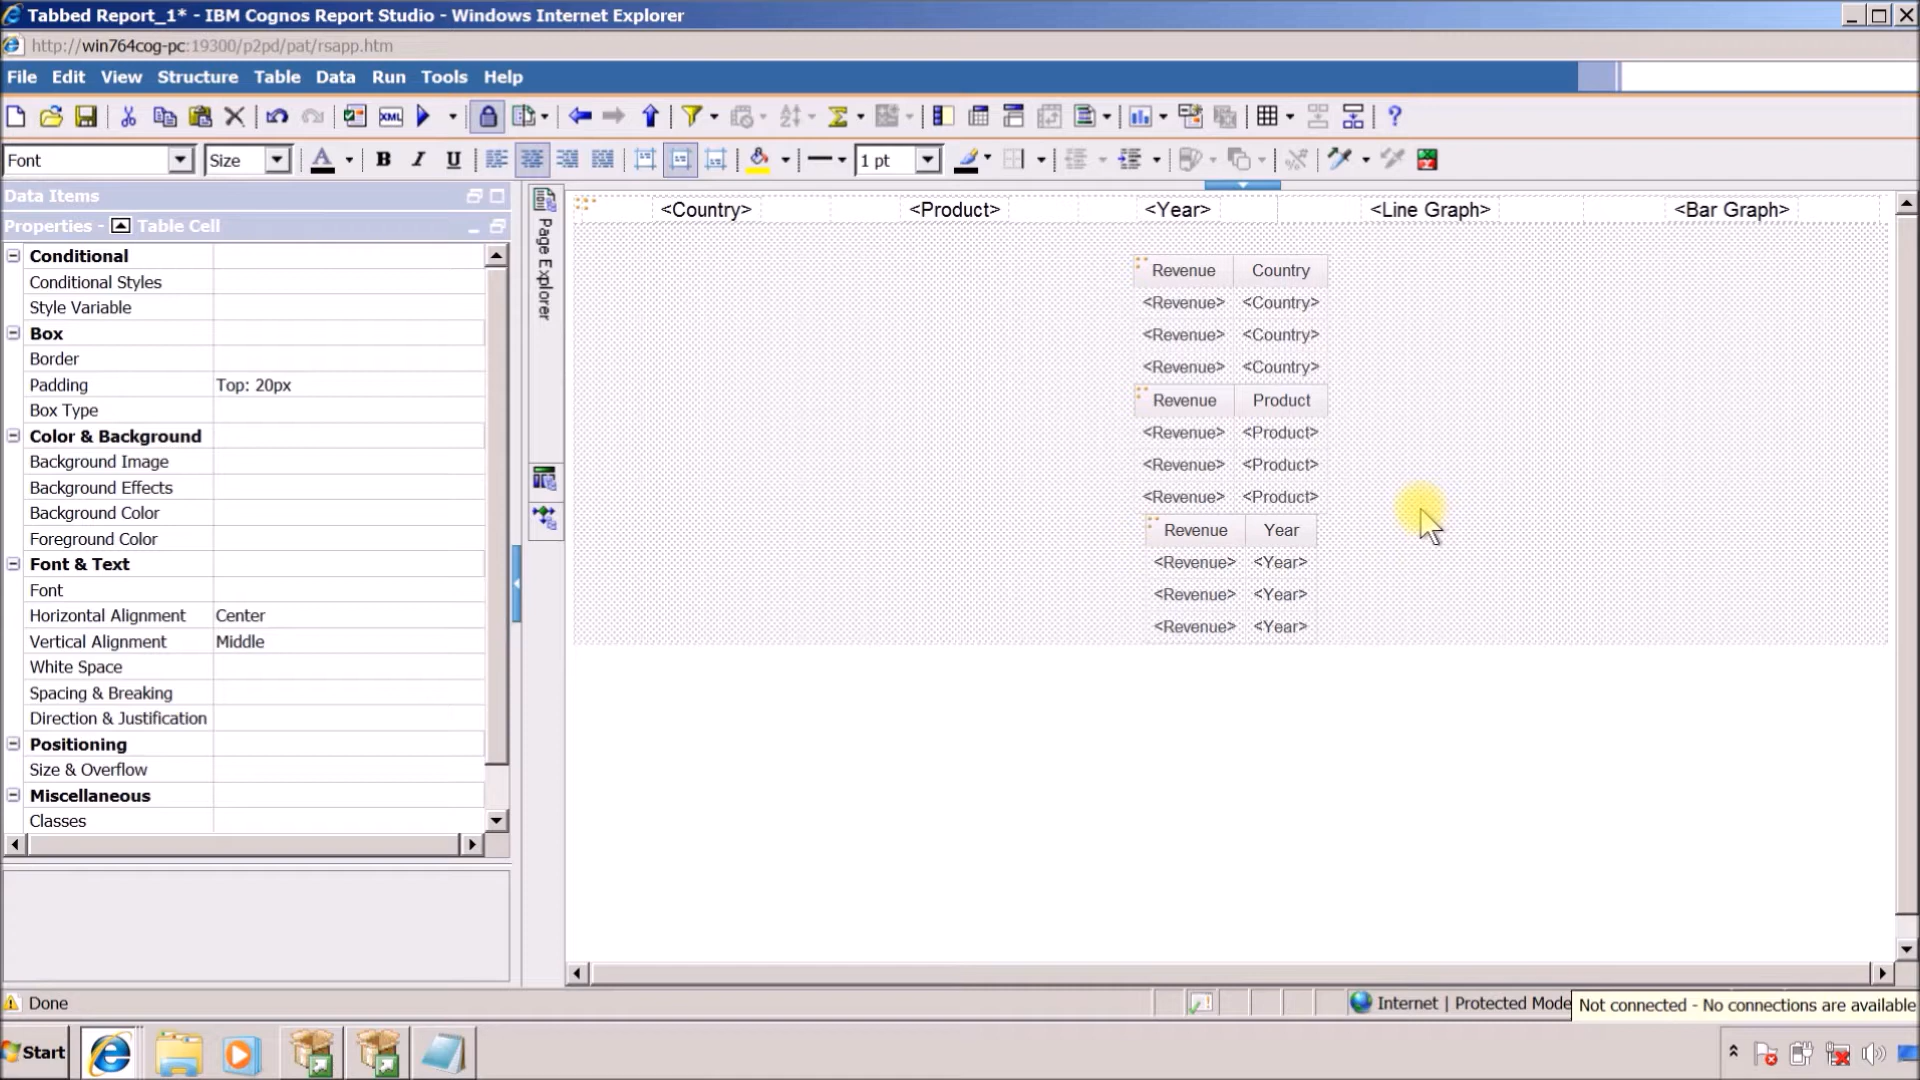 Tabbed Report_1* - IBM Cognos Report Studio - Windows Internet Explorer
http://win764cog-pc:19300/p2pd/pat/rsapp.htm
File Edit View Structure Table Data Run Tools Help
XML
Font Size A B I U 1 pt
Data Items
Properties - Table Cell
Conditional
Conditional Styles
Style Variable
Box
Border
Padding Top: 20px
Box Type
Color & Background
Background Image
Background Effects
Background Color
Foreground Color
Font & Text
Font
Horizontal Alignment Center
Vertical Alignment Middle
White Space
Spacing & Breaking
Direction & Justification
Positioning
Size & Overflow
Miscellaneous
Classes
Page Explorer
<Country> <Product> <Year> <Line Graph> <Bar Graph>
Revenue Country
<Revenue> <Country>
<Revenue> <Country>
<Revenue> <Country>
Revenue Product
<Revenue> <Product>
<Revenue> <Product>
<Revenue> <Product>
Revenue Year
<Revenue> <Year>
<Revenue> <Year>
<Revenue> <Year>
Done
Internet | Protected Mode
Not connected - No connections are available
Start